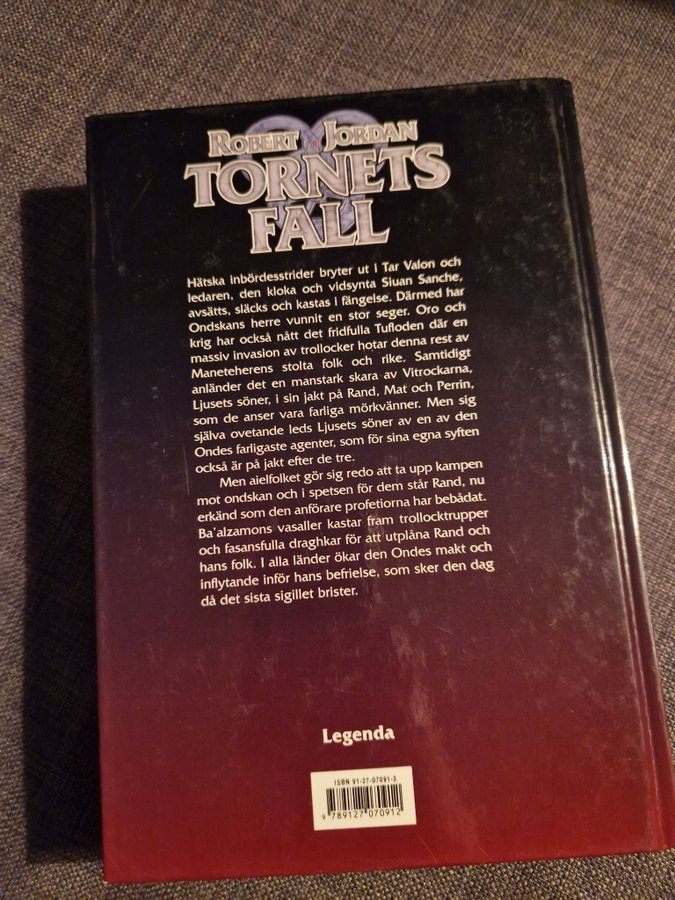 ROBERT JORDAN
TORNETS
FALL
Hätska inbördesstrider bryter ut i Tar Valon och
ledaren, den kloka och vidsynta Siuan Sanche,
avsätts, släcks och kastas i fängelse. Därmed har
Ondskans herre vunnit en stor seger. Oro och
krig har också nått det fridfulla Tufloden där en
massiv invasion av trollocker hotar denna rest av
Maneteherens stolta folk och rike. Samtidigt
anländer det en manstark skara av Vitrockarna,
Ljusets söner, i sin jakt på Rand, Mat och Perrin,
som de anser vara farliga mörkvänner. Men sig
själva ovetande leds Ljusets söner av en av den
Ondes farligaste agenter, som för sina egna syften
också är på jakt efter de tre.
Men aielfolket gör sig redo att ta upp kampen
mot ondskan och i spetsen för dem står Rand, nu
erkänd som den anförare profetiorna har bebådat.
Ba'alzamons vasaller kastar fram trollocktrupper
och fasansfulla draghkar för att utplåna Rand och
hans folk. I alla länder ökar den Ondes makt och
inflytande inför hans befrielse, som sker den dag
då det sista sigillet brister.
Legenda
ISBN 91-27-07091-3
9 789127 070912